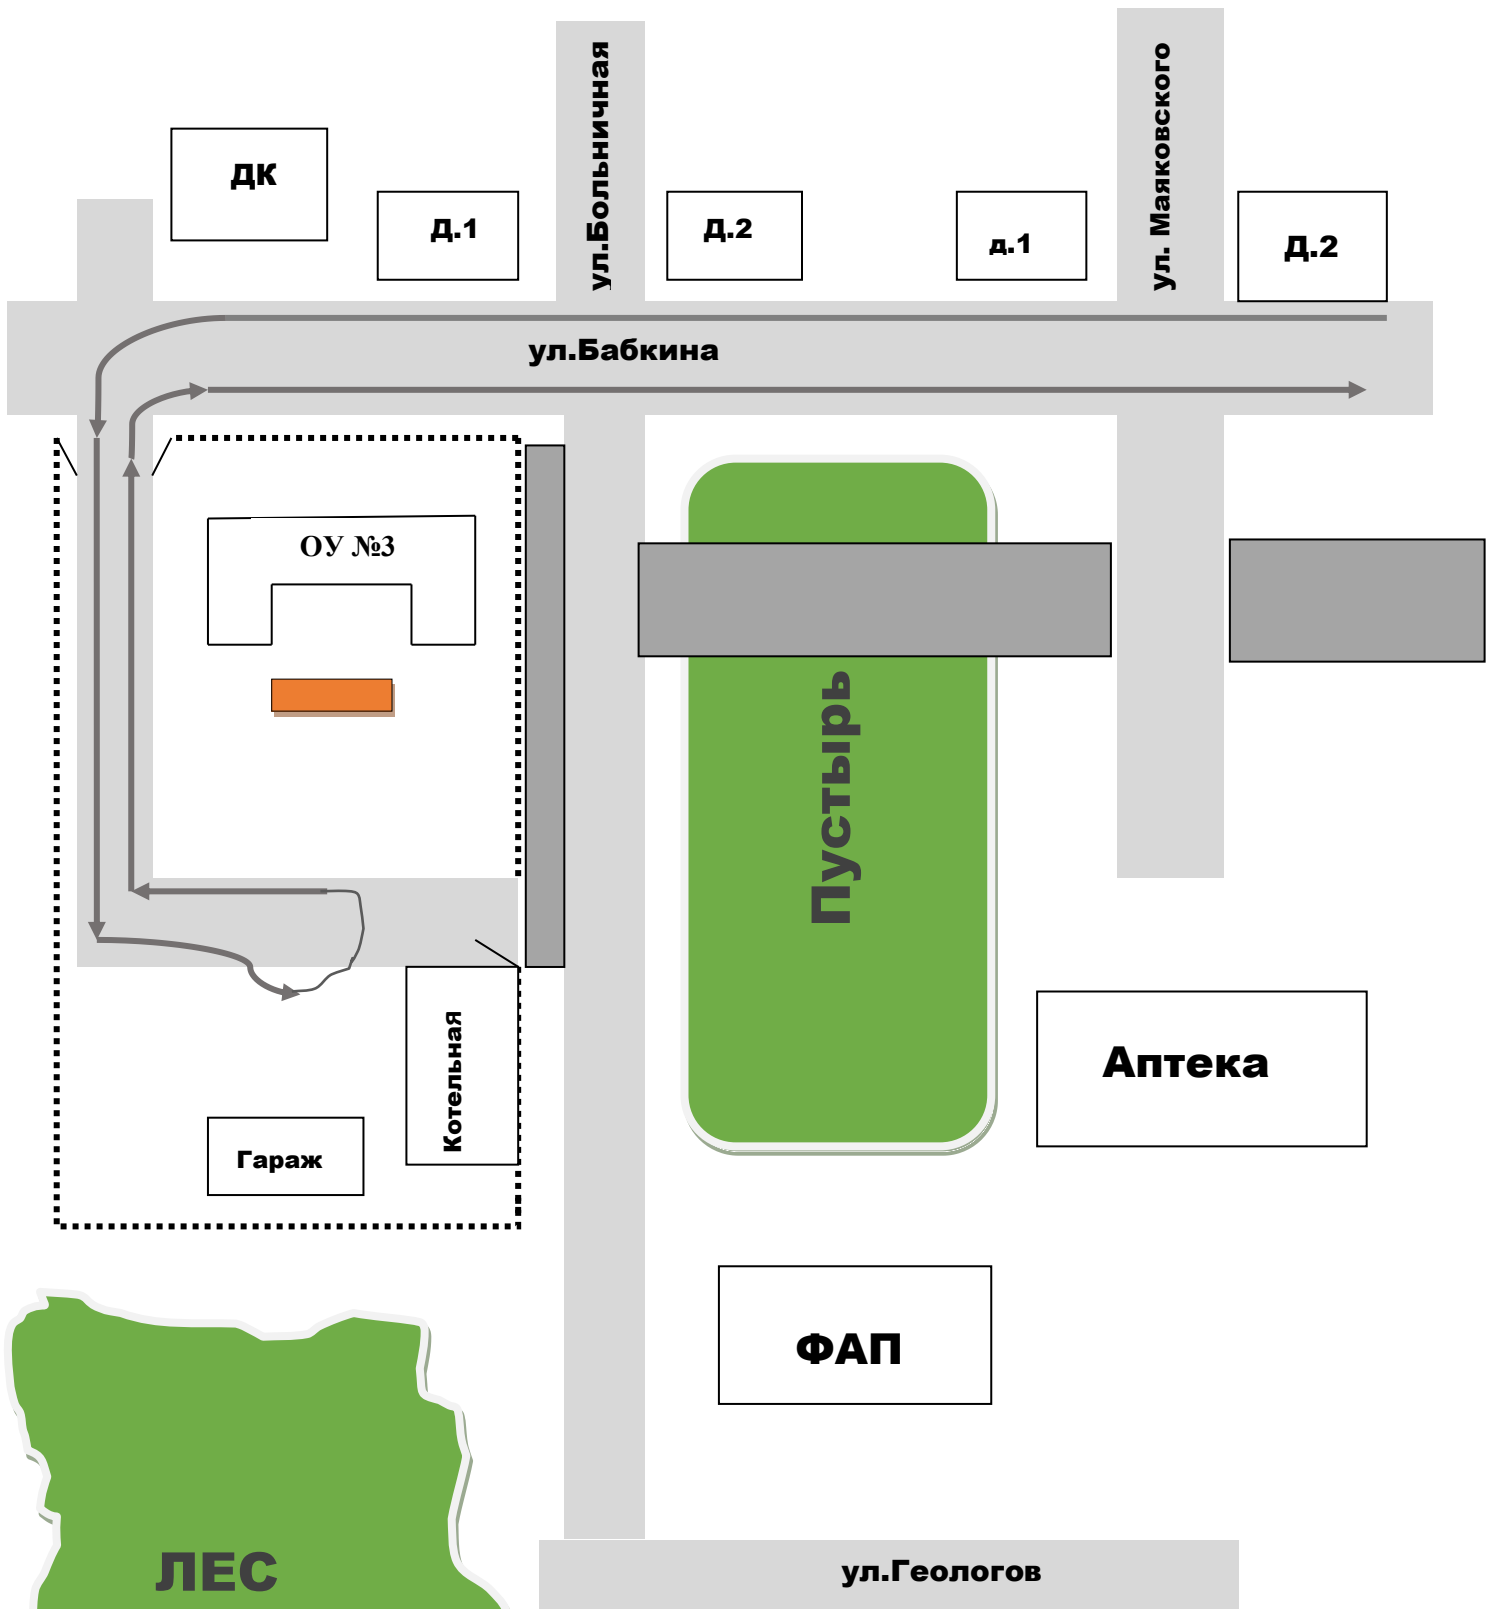 ул.Больничная
ул. Маяковского
ДК
Д.1
Д.2
д.1
Д.2
ул.Бабкина
ОУ №3
Пустырь
Котельная
Аптека
Гараж
ФАП
ЛЕС
ул.Геологов